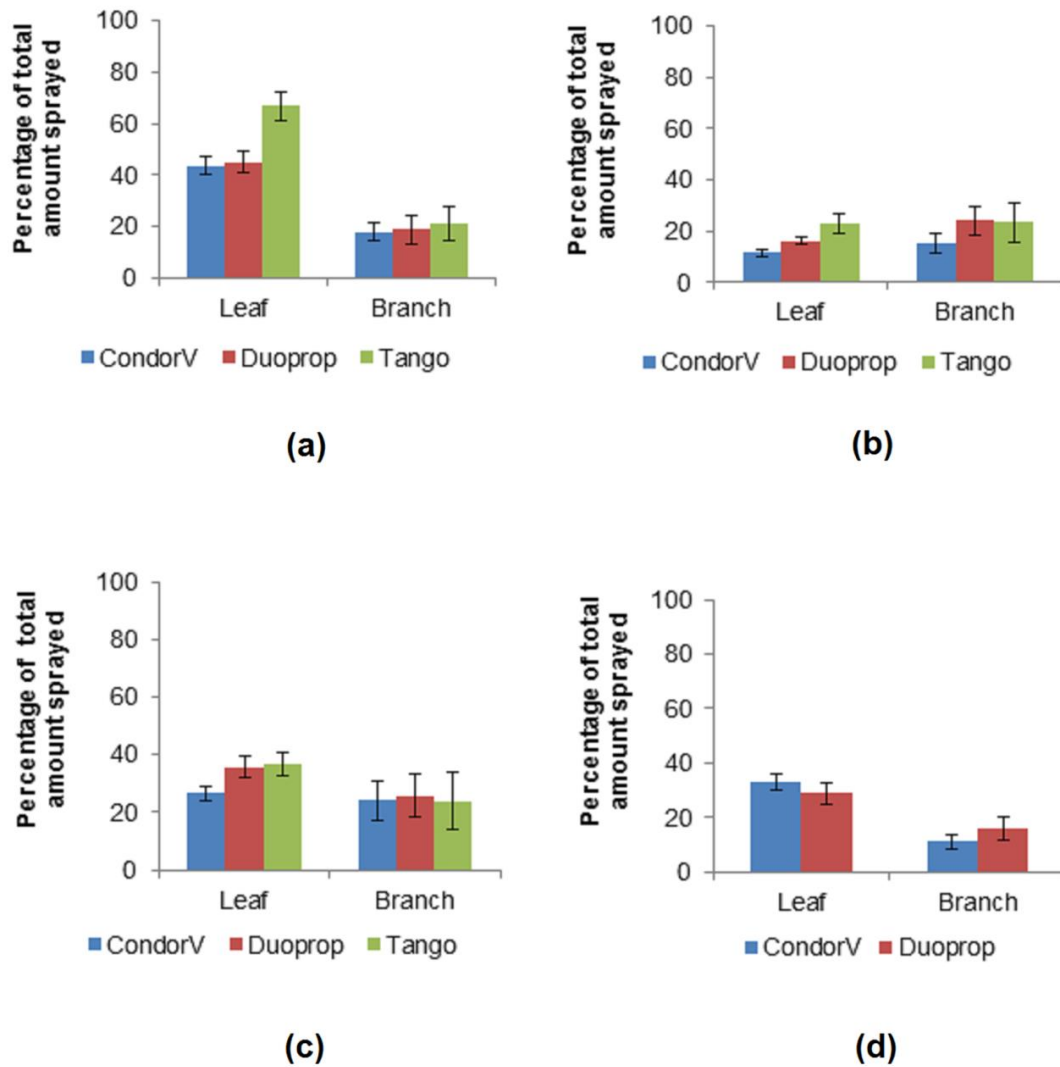 Percentage of total
amount sprayed
100
80
60
40
20
0
Leaf Branch
CondorV Duoprop Tango
(a)
Percentage of total
amount sprayed
100
80
60
40
20
0
Leaf Branch
CondorV Duoprop Tango
(b)
Percentage of total
amount sprayed
100
80
60
40
20
0
Leaf Branch
CondorV Duoprop Tango
(c)
Percentage of total
amount sprayed
100
80
60
40
20
0
Leaf Branch
CondorV Duoprop
(d)